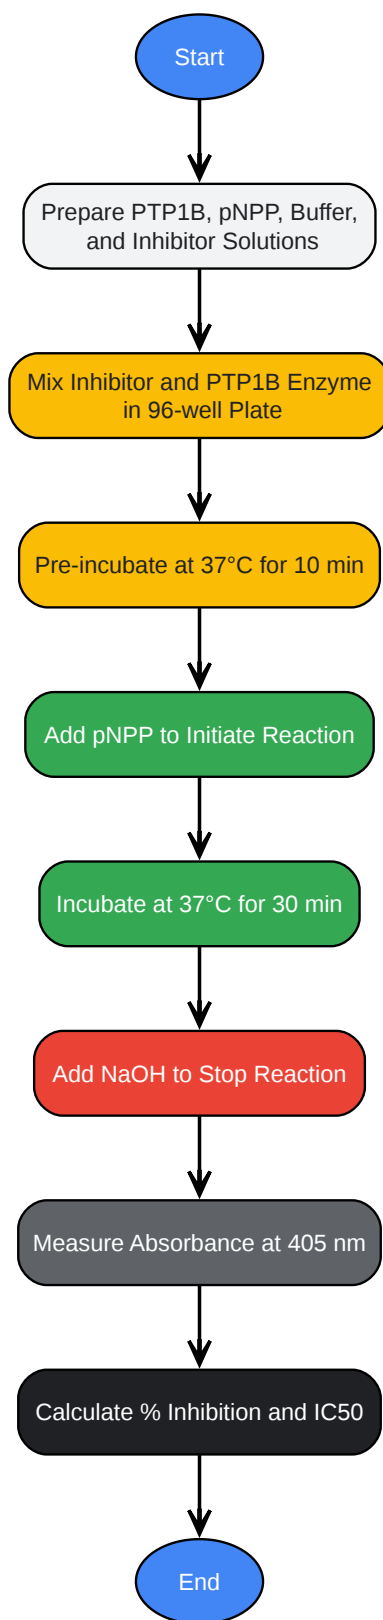 Start
Prepare PTP1B, pNPP, Buffer,
and Inhibitor Solutions
Mix Inhibitor and PTP1B Enzyme
in 96-well Plate
Pre-incubate at 37°C for 10 min
Add pNPP to Initiate Reaction
Incubate at 37°C for 30 min
Add NaOH to Stop Reaction
Measure Absorbance at 405 nm
Calculate % Inhibition and IC50
End